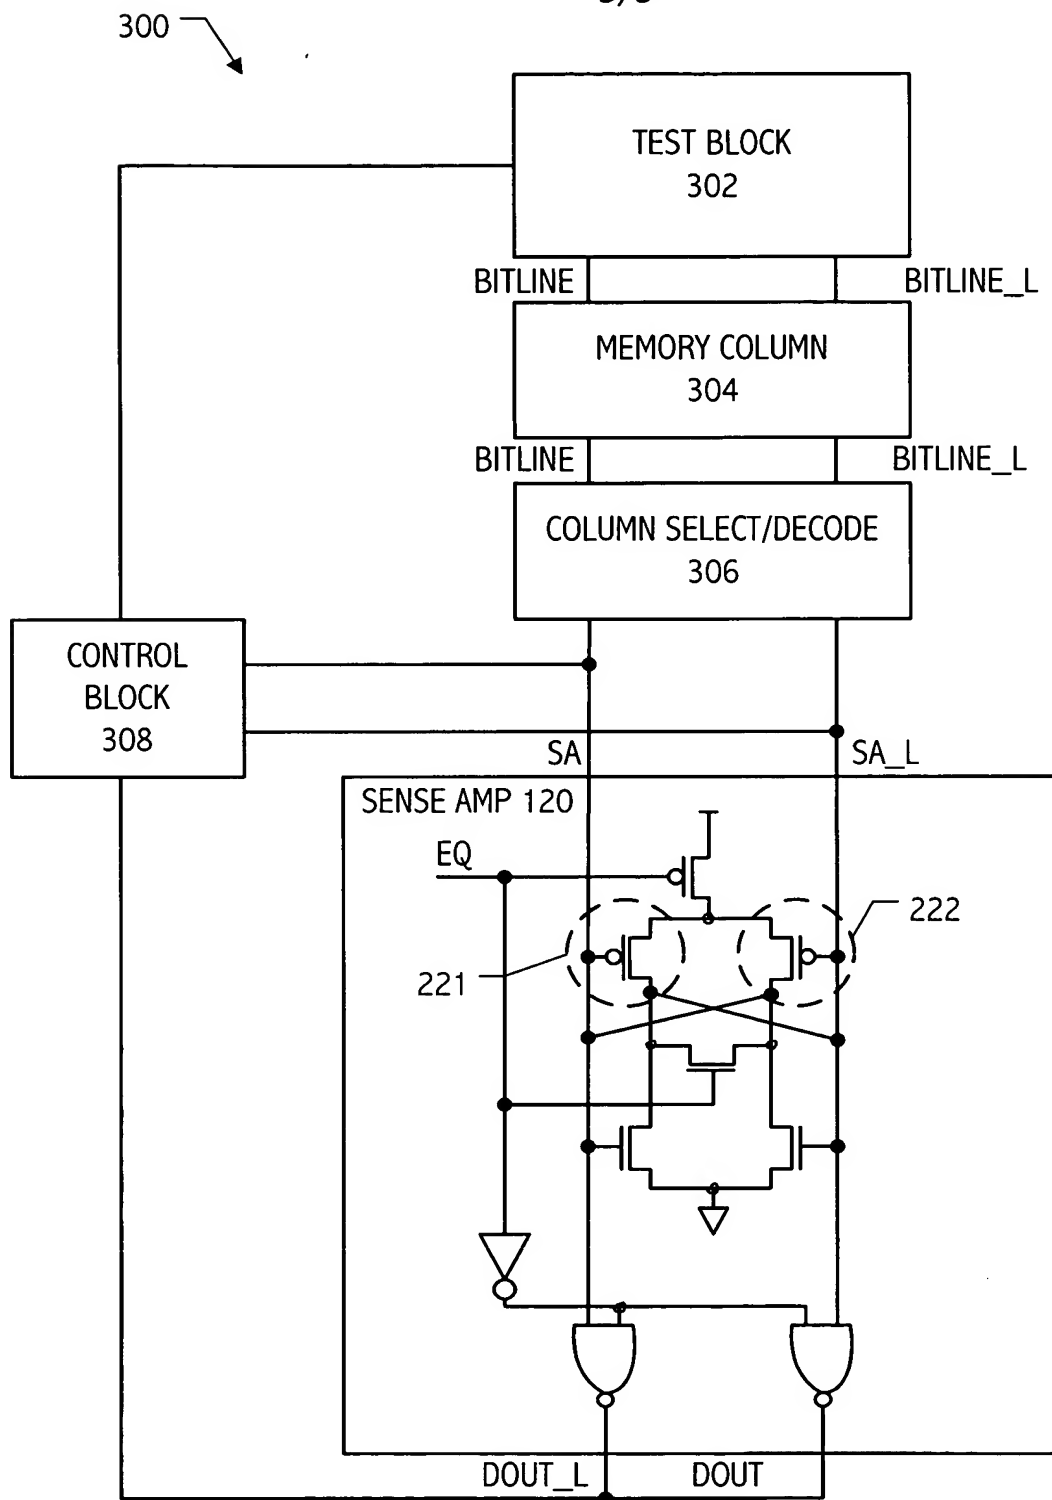 300
TEST BLOCK
302
BITLINE BITLINE_L
MEMORY COLUMN
304
BITLINE BITLINE_L
COLUMN SELECT/DECODE
306
CONTROL
BLOCK
308
SA SA_L
SENSE AMP 120
EQ
222
221
DOUT_L DOUT